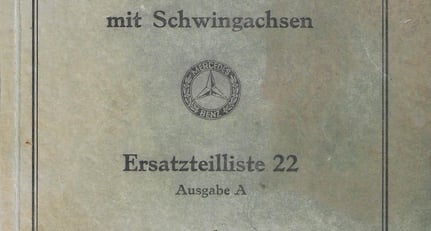 mit Schwingachsen
MERCEDES
BENZ
Ersatzteilliste 22
Ausgabe A